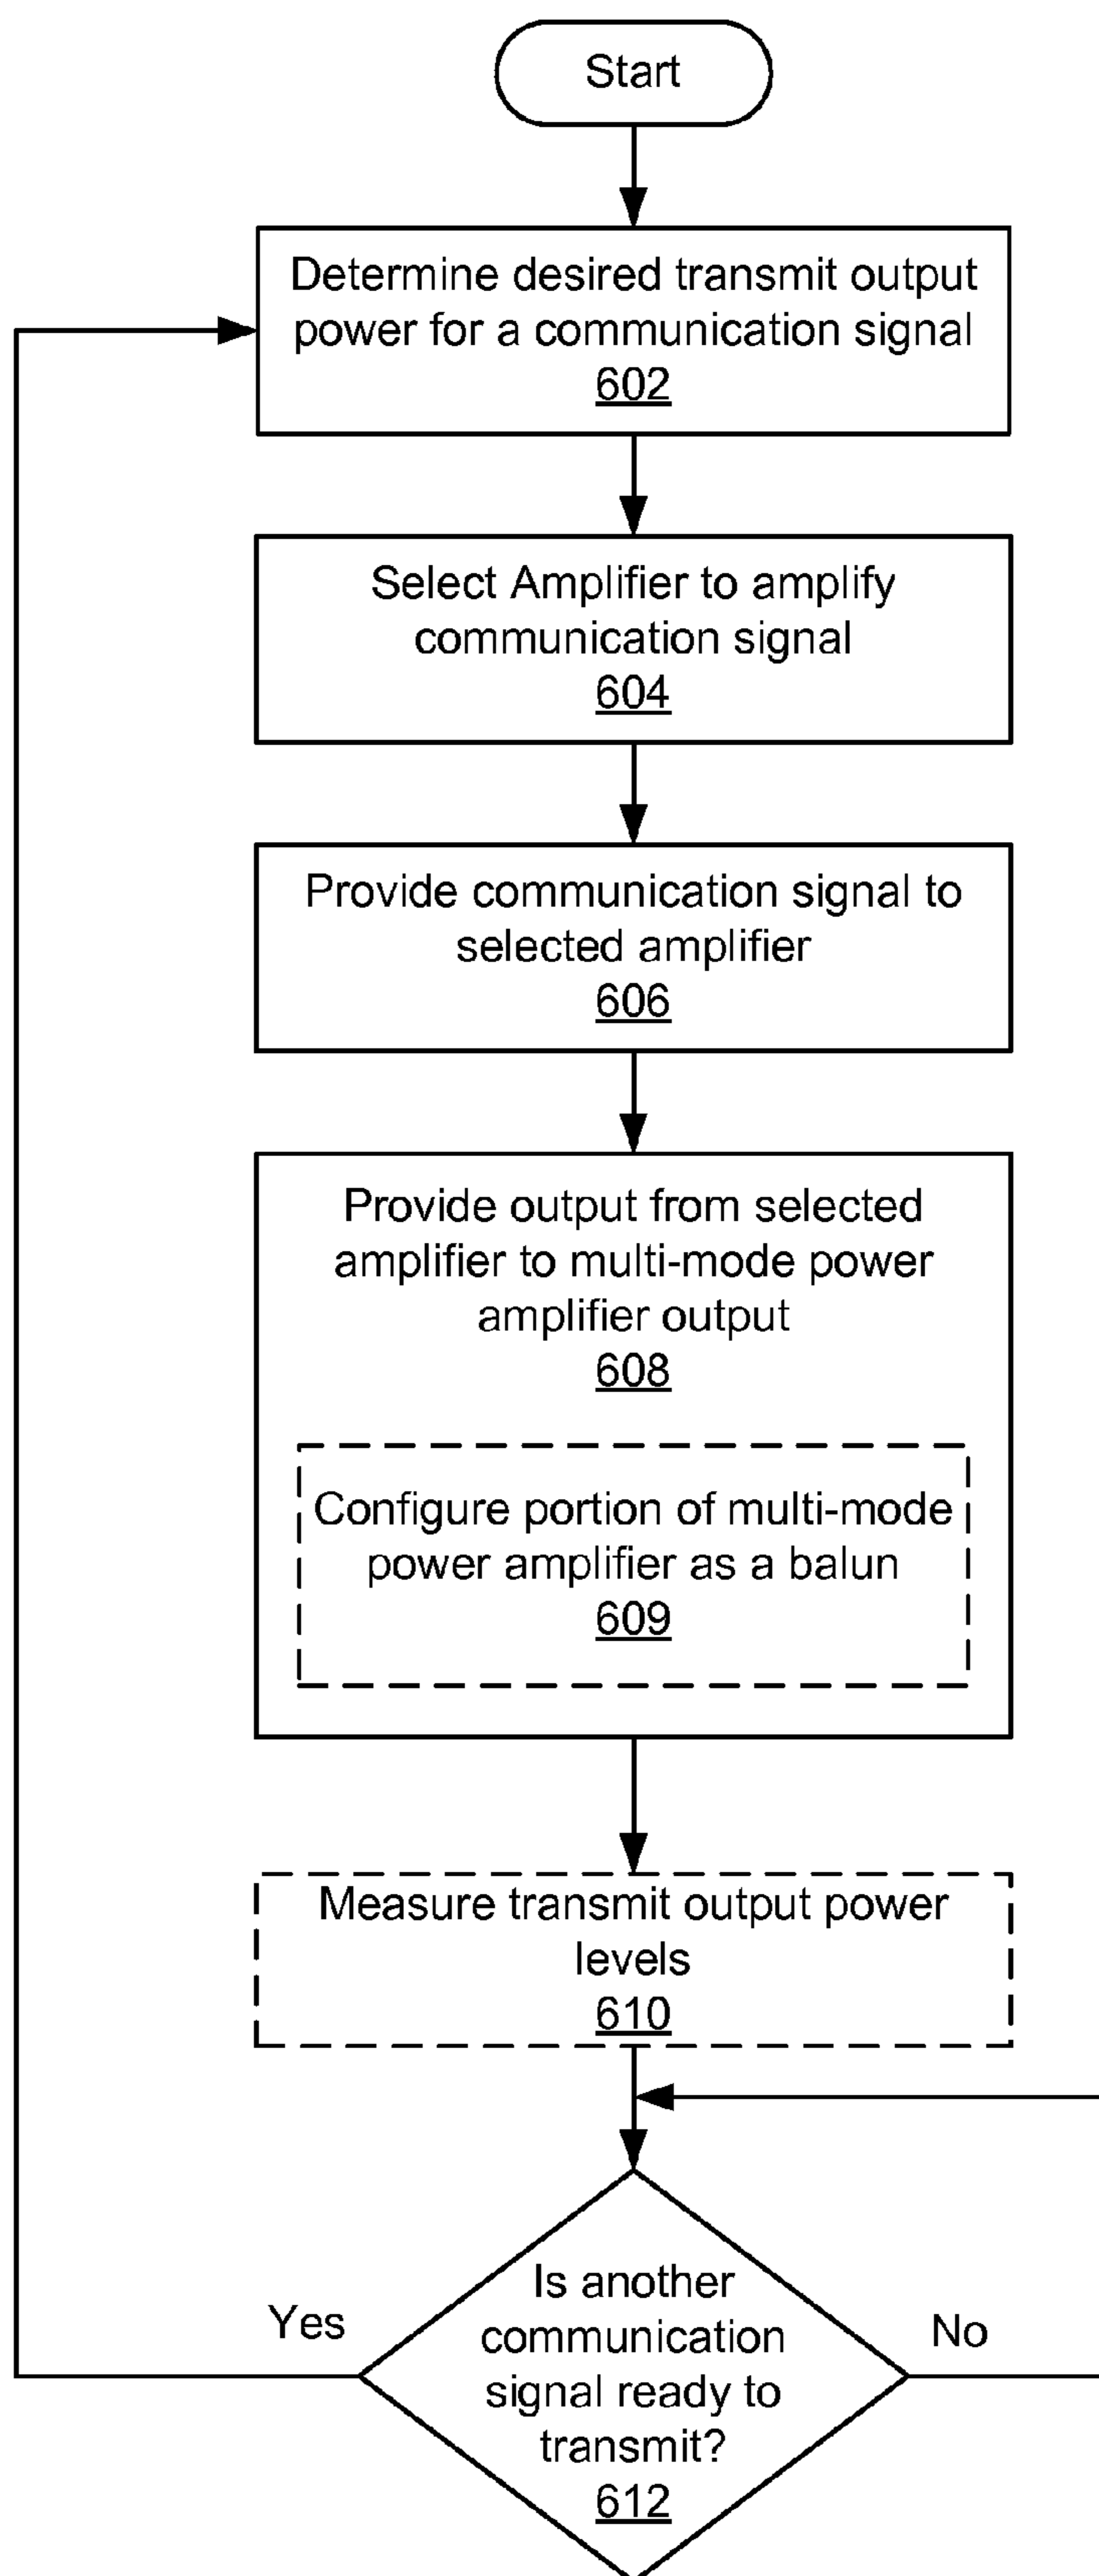 Start
Determine desired transmit output
power for a communication signal
602
Select Amplifier to amplify
communication signal
604
Provide communication signal to
selected amplifier
606
Provide output from selected
amplifier to multi-mode power
amplifier output
608
Configure portion of multi-mode
power amplifier as a balun
609
Measure transmit output power
levels
610
Is another
communication
signal ready to
transmit?
612
Yes
No